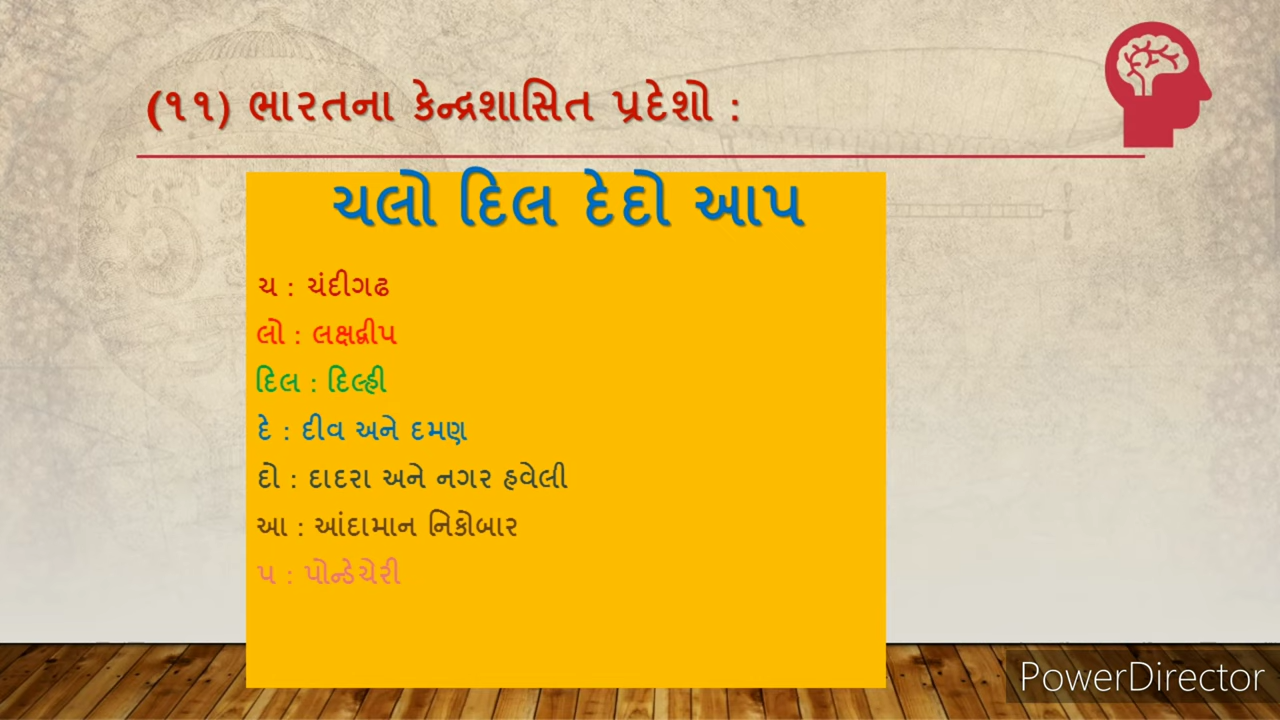 (૧૧) ભારતના કેન્દ્રશાસિત પ્રદેશો :
ચલો દિલ દેદો આપ
ચ : ચંદીગઢ
લો : લક્ષદ્વીપ
દિલ : દિલ્હી
દે : દીવ અને દમણ
દો : દાદરા અને નગર હવેલી
આ : આંદામાન નિકોબાર
પ : પોન્ડેચેરી
PowerDirector